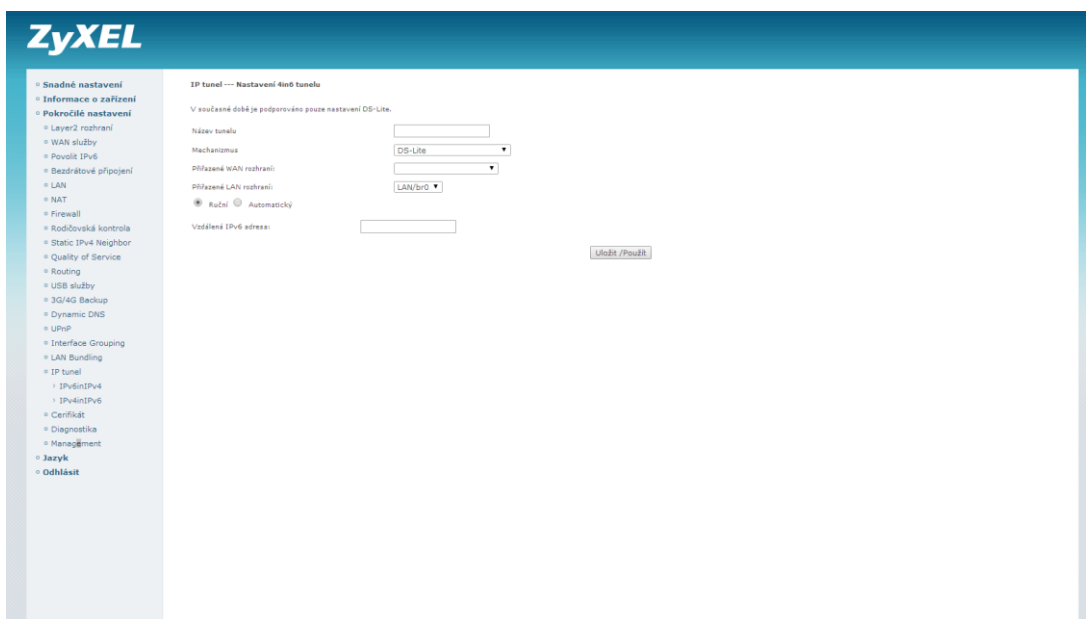 ZyXEL
Snadné nastavení
Informace o zařízení
Pokročilé nastavení
Layer2 rozhraní
WAN služby
Povolit IPv6
Bezdrátové připojení
LAN
NAT
Firewall
Rodičovská kontrola
Static IPv4 Neighbor
Quality of Service
Routing
USB služby
3G/4G Backup
Dynamic DNS
UPnP
Interface Grouping
LAN Bundling
IP tunel
IPv6inIPv4
IPv4inIPv6
Cerifikát
Diagnostika
Management
Jazyk
Odhlásit
IP tunel --- Nastavení 4in6 tunelu
V současné době je podporováno pouze nastavení DS-Lite.
Název tunelu
Mechanizmus DS-Lite
Přiřazené WAN rozhraní:
Přiřazené LAN rozhraní: LAN/br0
Ruční Automatický
Vzdálená IPv6 adresa:
Uložit /Použít